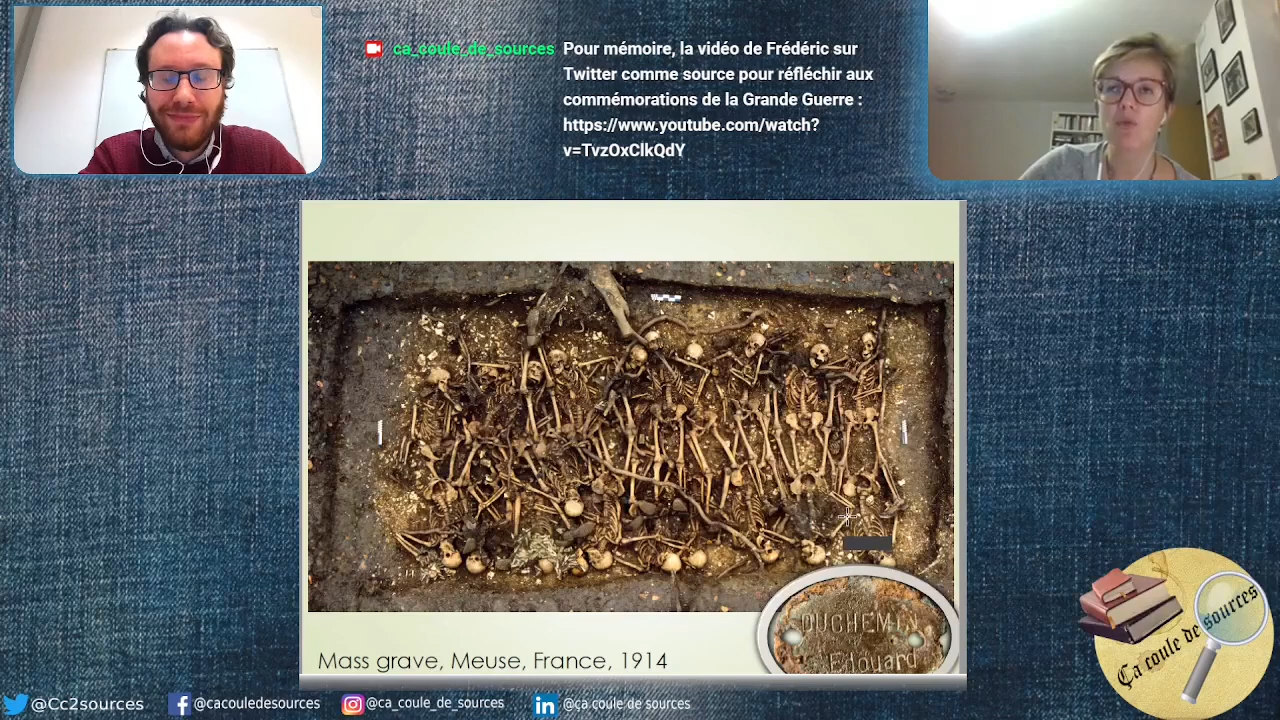 ca_coule_de_sources Pour mémoire, la vidéo de Frédéric sur
Twitter comme source pour réfléchir aux
commémorations de la Grande Guerre :
https://www.youtube.com/watch?
v=TvzOxClkQdY
DUCHEMIN
Edouard
Mass grave, Meuse, France, 1914
Ça coule de sources
@Cc2sources
@cacouledesources
@ca_coule_de_sources
@ça coule de sources